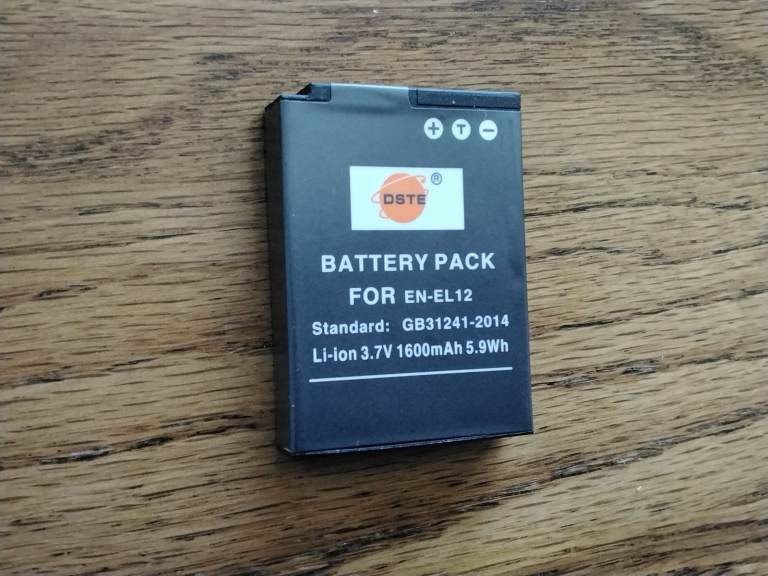 + T -
DSTE ®
BATTERY PACK
FOR EN-EL12
Standard: GB31241-2014
Li-ion 3.7V 1600mAh 5.9Wh